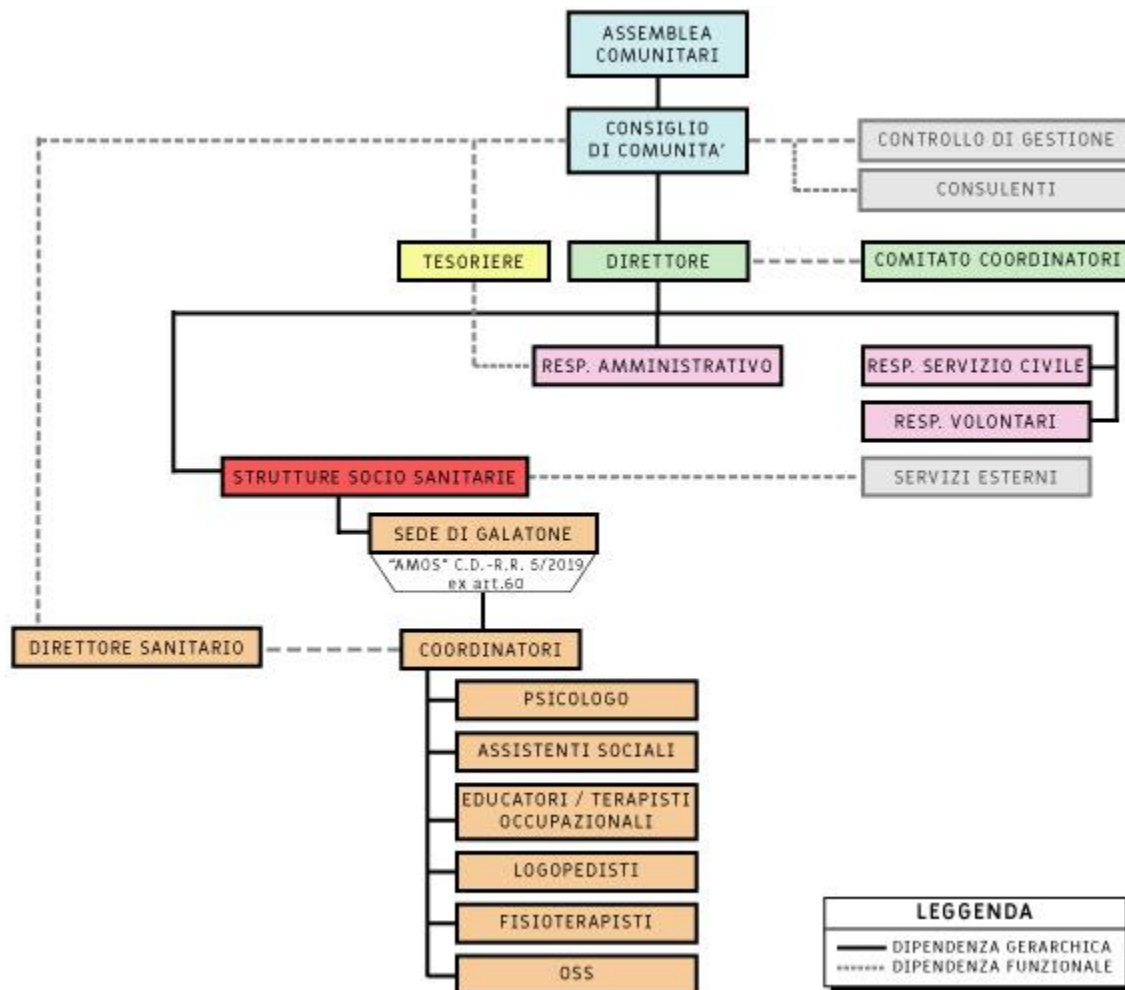 ASSEMBLEA
COMUNITARI
CONSIGLIO
DI COMUNITA'
CONTROLLO DI GESTIONE
CONSULENTI
TESORIERE
DIRETTORE
COMITATO COORDINATORI
RESP. AMMINISTRATIVO
RESP. SERVIZIO CIVILE
RESP. VOLONTARI
STRUTTURE SOCIO SANITARIE
SERVIZI ESTERNI
SEDE DI GALATONE
"AMOS" C.D.-R.R. 5/2019
ex art.60
DIRETTORE SANITARIO
COORDINATORI
PSICOLOGO
ASSISTENTI SOCIALI
EDUCATORI / TERAPISTI
OCCUPAZIONALI
LOGOPEDISTI
FISIOTERAPISTI
OSS
LEGGENDA
DIPENDENZA GERARCHICA
DIPENDENZA FUNZIONALE